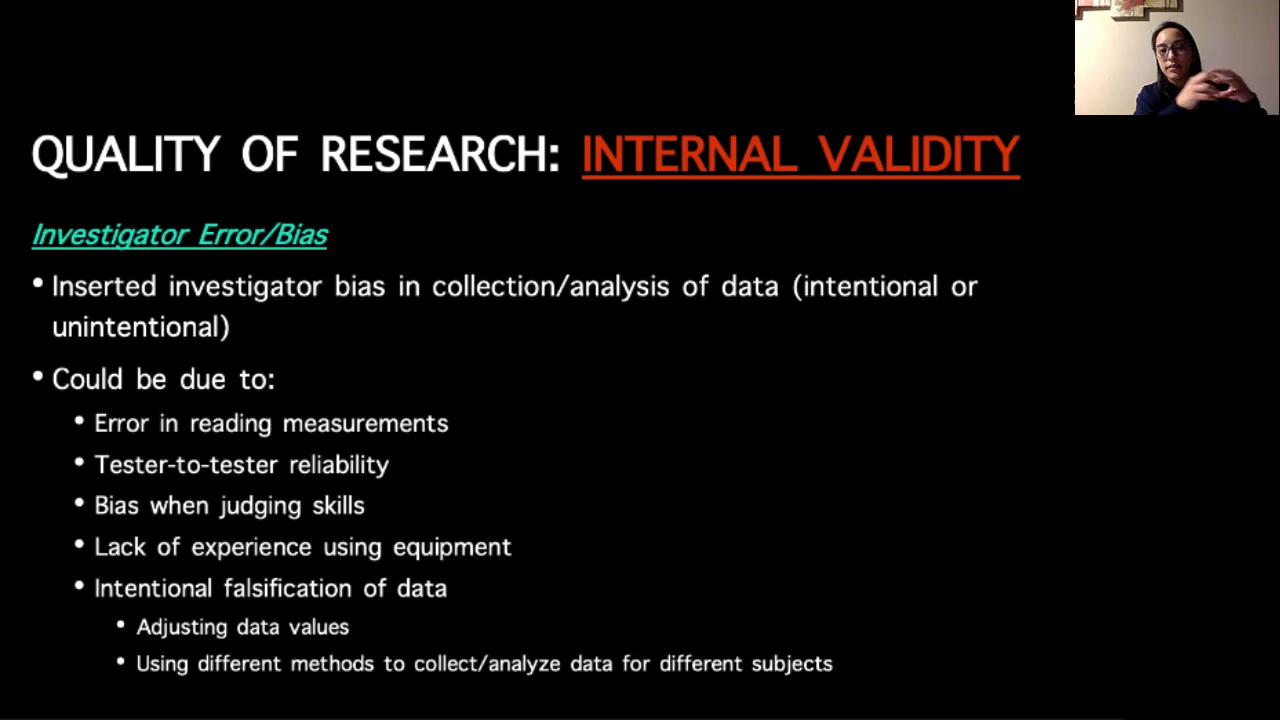 QUALITY OF RESEARCH: INTERNAL VALIDITY
Investigator Error/Bias
• Inserted investigator bias in collection/analysis of data (intentional or
unintentional)
• Could be due to:
• Error in reading measurements
• Tester-to-tester reliability
• Bias when judging skills
• Lack of experience using equipment
• Intentional falsification of data
• Adjusting data values
• Using different methods to collect/analyze data for different subjects